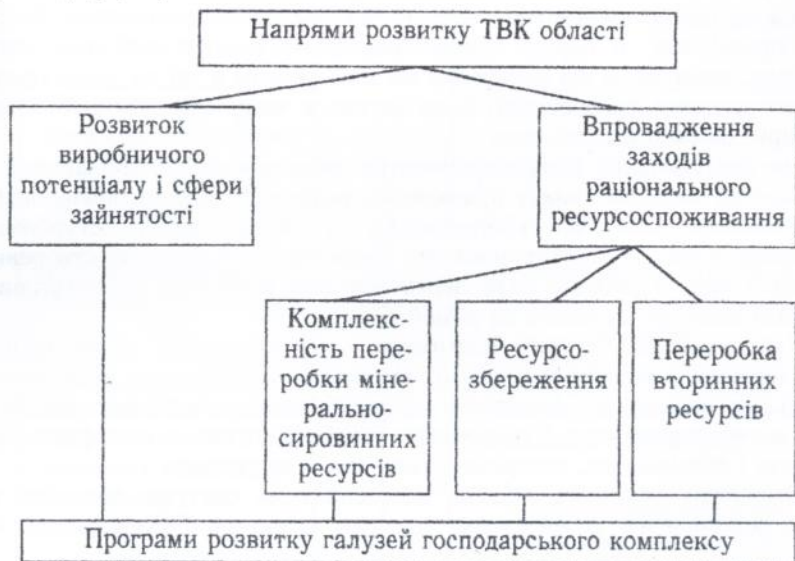 Напрями розвитку ТВК області
Розвиток
виробничого
потенціалу і сфери
зайнятості
Впровадження
заходів
раціонального
ресурсоспоживання
Комплекс-
ність пере-
робки міне-
рально-
сировинних
ресурсів
Ресурсо-
збереження
Переробка
вторинних
ресурсів
Програми розвитку галузей господарського комплексу